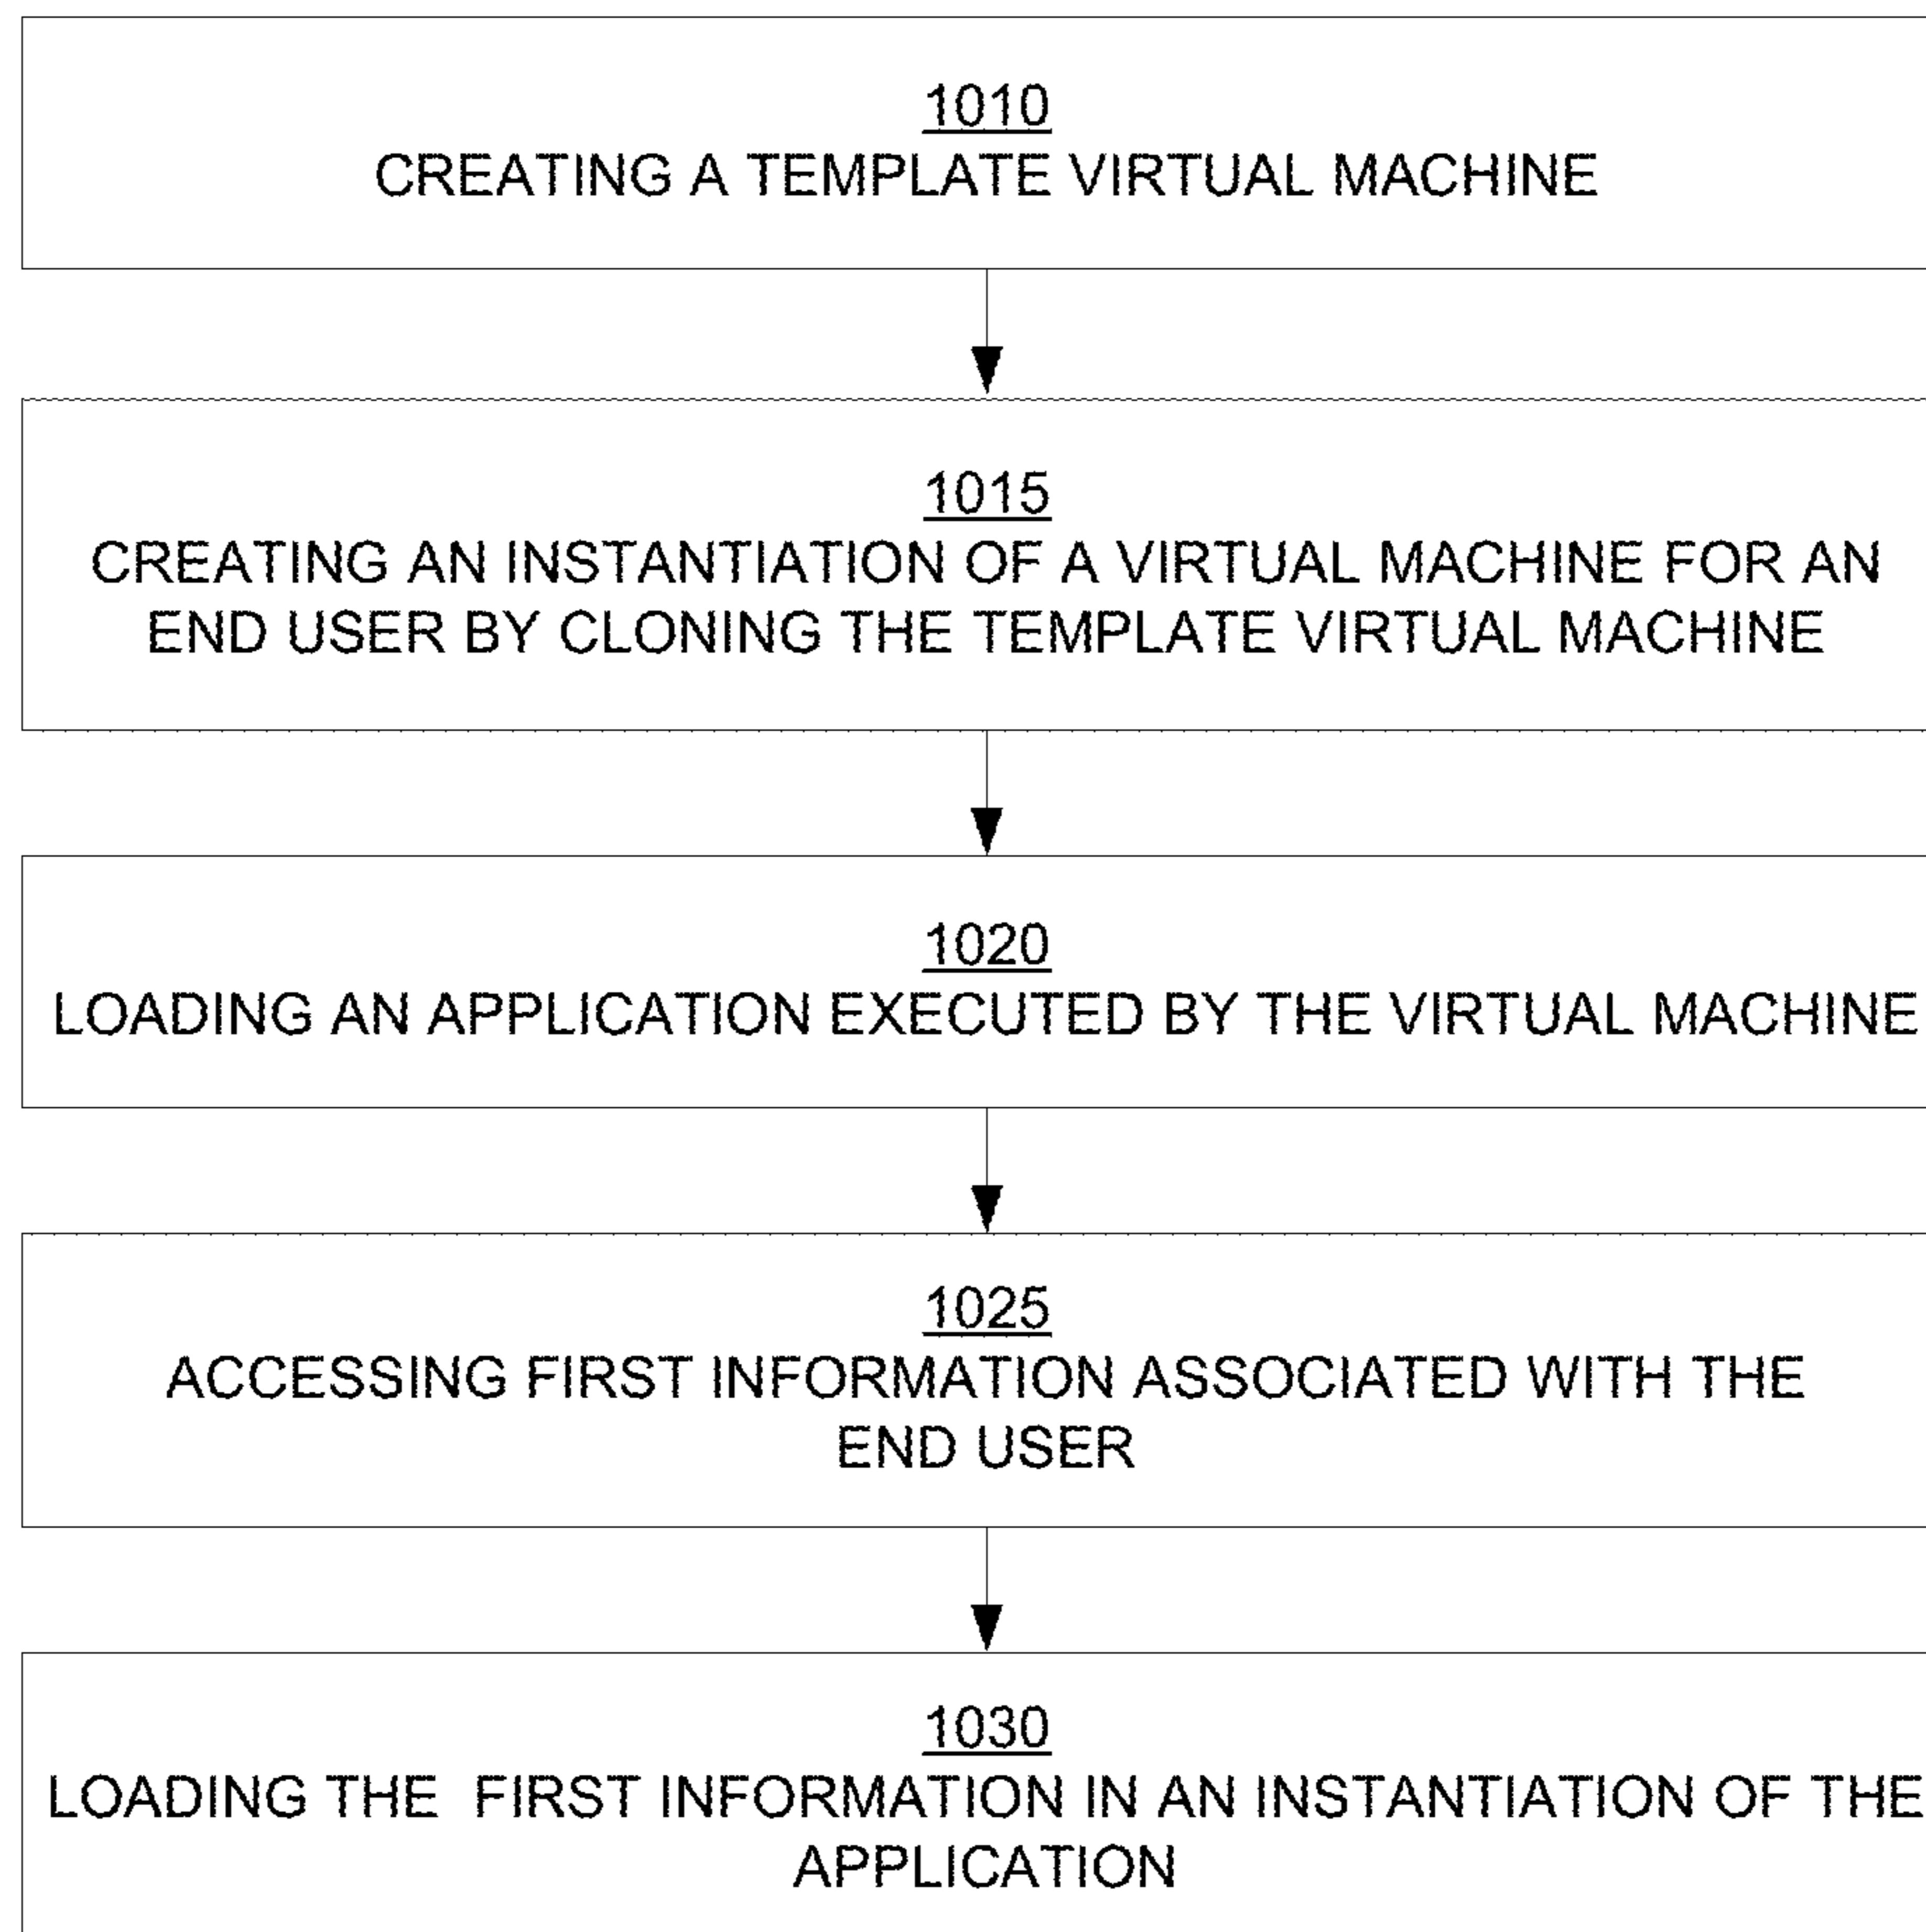 1010
CREATING A TEMPLATE VIRTUAL MACHINE
1015
CREATING AN INSTANTIATION OF A VIRTUAL MACHINE FOR AN
END USER BY CLONING THE TEMPLATE VIRTUAL MACHINE
1020
LOADING AN APPLICATION EXECUTED BY THE VIRTUAL MACHINE
1025
ACCESSING FIRST INFORMATION ASSOCIATED WITH THE
END USER
1030
LOADING THE FIRST INFORMATION IN AN INSTANTIATION OF THE
APPLICATION